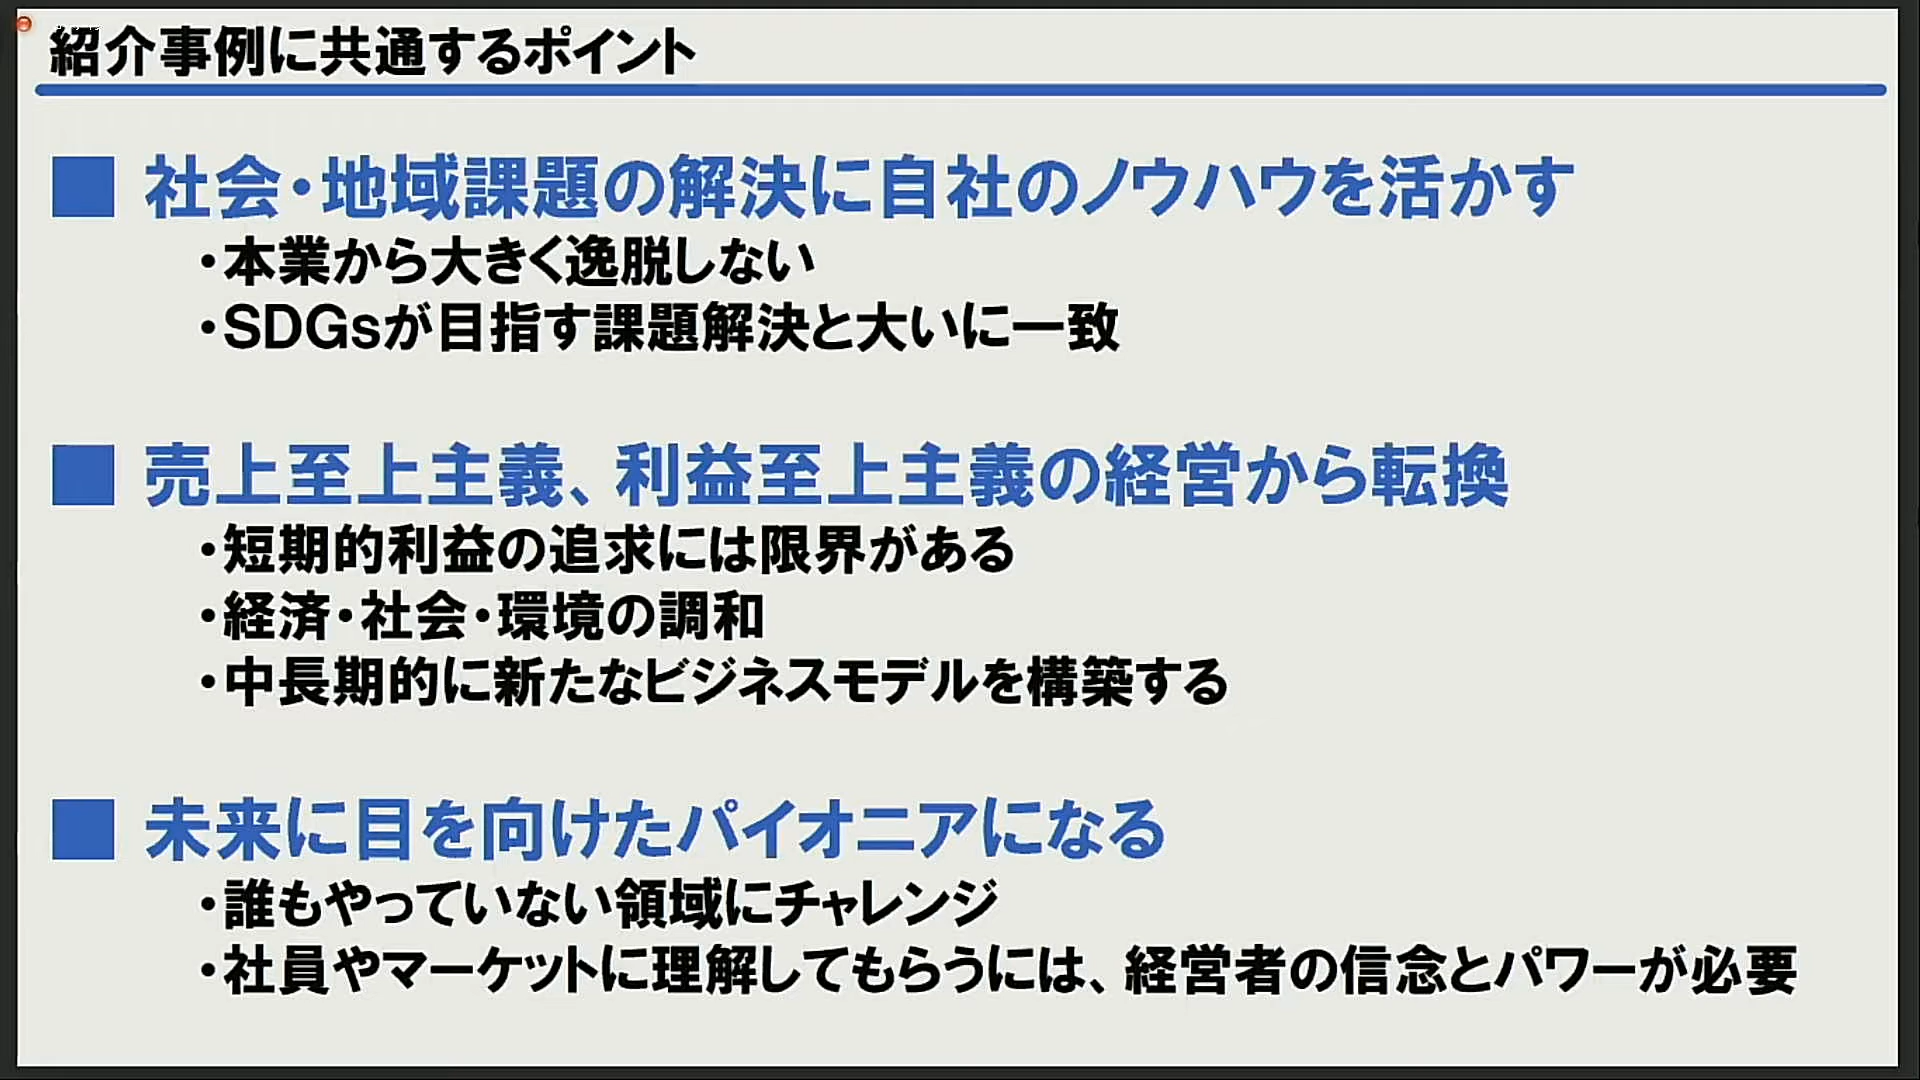 紹介事例に共通するポイント
■ 社会・地域課題の解決に自社のノウハウを活かす
・本業から大きく逸脱しない
・SDGsが目指す課題解決と大いに一致
■ 売上至上主義、利益至上主義の経営から転換
・短期的利益の追求には限界がある
・経済・社会・環境の調和
・中長期的に新たなビジネスモデルを構築する
■ 未来に目を向けたパイオニアになる
・誰もやっていない領域にチャレンジ
・社員やマーケットに理解してもらうには、経営者の信念とパワーが必要